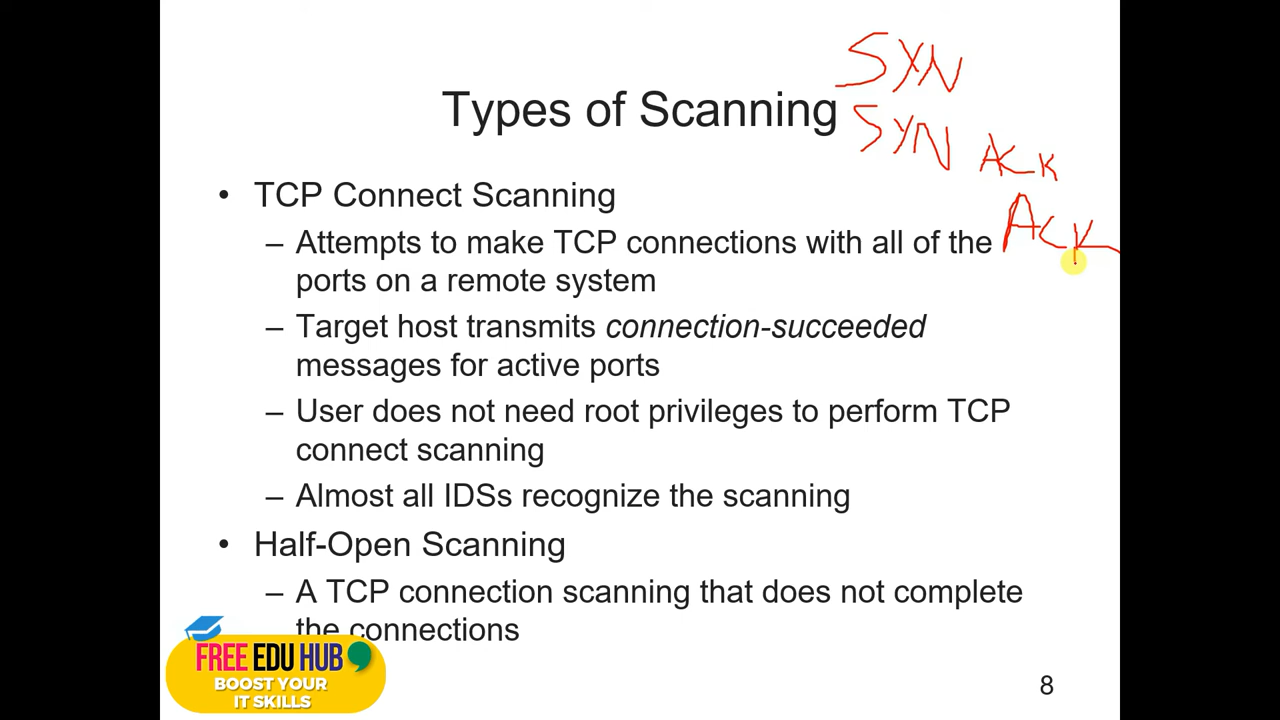 SYN
Types of Scanning
SYN ACK
• TCP Connect Scanning
ACK
– Attempts to make TCP connections with all of the
ports on a remote system
– Target host transmits connection-succeeded
messages for active ports
– User does not need root privileges to perform TCP
connect scanning
– Almost all IDSs recognize the scanning
• Half-Open Scanning
– A TCP connection scanning that does not complete
the connections
FREE EDU HUB
BOOST YOUR
IT SKILLS
8